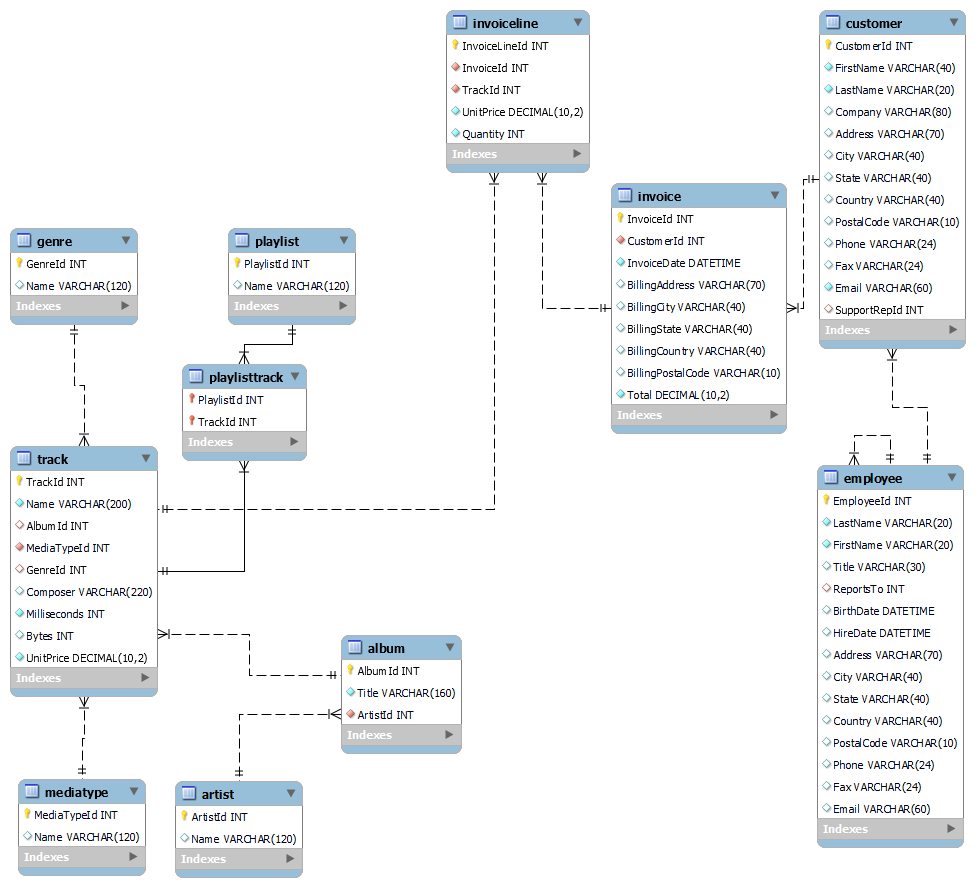 invoiceline
InvoiceLineId INT
InvoiceId INT
TrackId INT
UnitPrice DECIMAL(10,2)
Quantity INT
Indexes
customer
CustomerId INT
FirstName VARCHAR(40)
LastName VARCHAR(20)
Company VARCHAR(80)
Address VARCHAR(70)
City VARCHAR(40)
State VARCHAR(40)
Country VARCHAR(40)
PostalCode VARCHAR(10)
Phone VARCHAR(24)
Fax VARCHAR(24)
Email VARCHAR(60)
SupportRepId INT
Indexes
invoice
InvoiceId INT
CustomerId INT
InvoiceDate DATETIME
BillingAddress VARCHAR(70)
BillingCity VARCHAR(40)
BillingState VARCHAR(40)
BillingCountry VARCHAR(40)
BillingPostalCode VARCHAR(10)
Total DECIMAL(10,2)
Indexes
genre
GenreId INT
Name VARCHAR(120)
Indexes
playlist
PlaylistId INT
Name VARCHAR(120)
Indexes
playlisttrack
PlaylistId INT
TrackId INT
Indexes
track
TrackId INT
Name VARCHAR(200)
AlbumId INT
MediaTypeId INT
GenreId INT
Composer VARCHAR(220)
Milliseconds INT
Bytes INT
UnitPrice DECIMAL(10,2)
Indexes
employee
EmployeeId INT
LastName VARCHAR(20)
FirstName VARCHAR(20)
Title VARCHAR(30)
ReportsTo INT
BirthDate DATETIME
HireDate DATETIME
Address VARCHAR(70)
City VARCHAR(40)
State VARCHAR(40)
Country VARCHAR(40)
PostalCode VARCHAR(10)
Phone VARCHAR(24)
Fax VARCHAR(24)
Email VARCHAR(60)
Indexes
album
AlbumId INT
Title VARCHAR(160)
ArtistId INT
Indexes
mediatype
MediaTypeId INT
Name VARCHAR(120)
Indexes
artist
ArtistId INT
Name VARCHAR(120)
Indexes